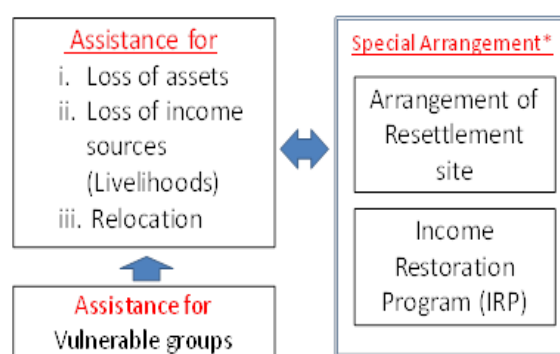 Assistance for
i. Loss of assets
ii. Loss of income
sources
(Livelihoods)
iii. Relocation
Assistance for
Vulnerable groups
Special Arrangement*
Arrangement of
Resettlement
site
Income
Restoration
Program (IRP)